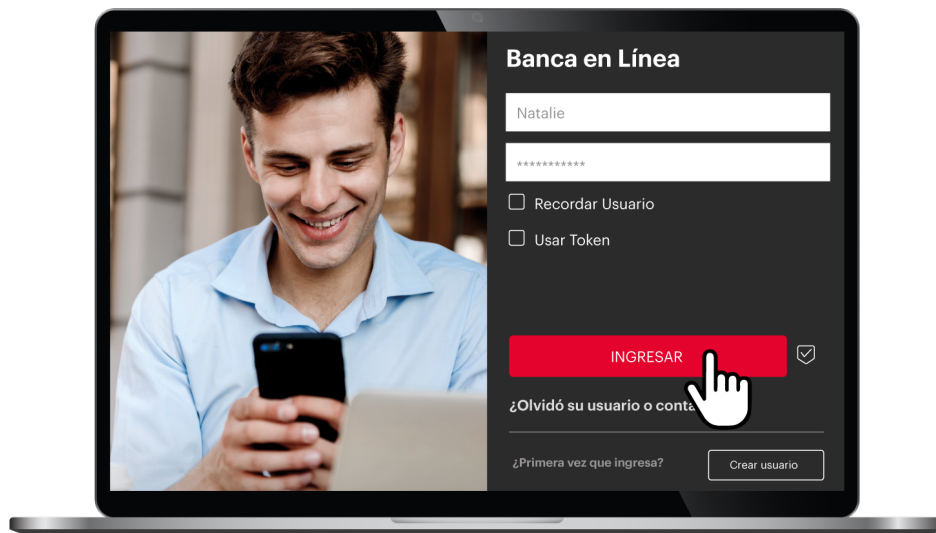 Banca en Línea
Natalie
***********
Recordar Usuario
Usar Token
INGRESAR
¿Olvidó su usuario o
¿Primera vez que ingresa?
Crear usuario